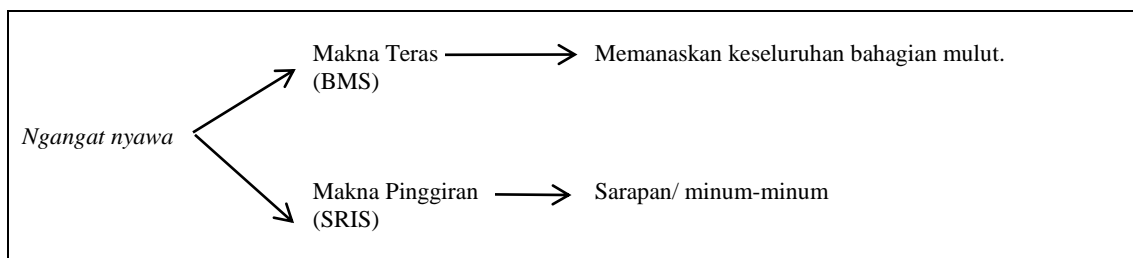 Makna Teras
(BMS)
Memanaskan keseluruhan bahagian mulut.
Ngangat nyawa
Makna Pinggiran
(SRIS)
Sarapan/ minum-minum